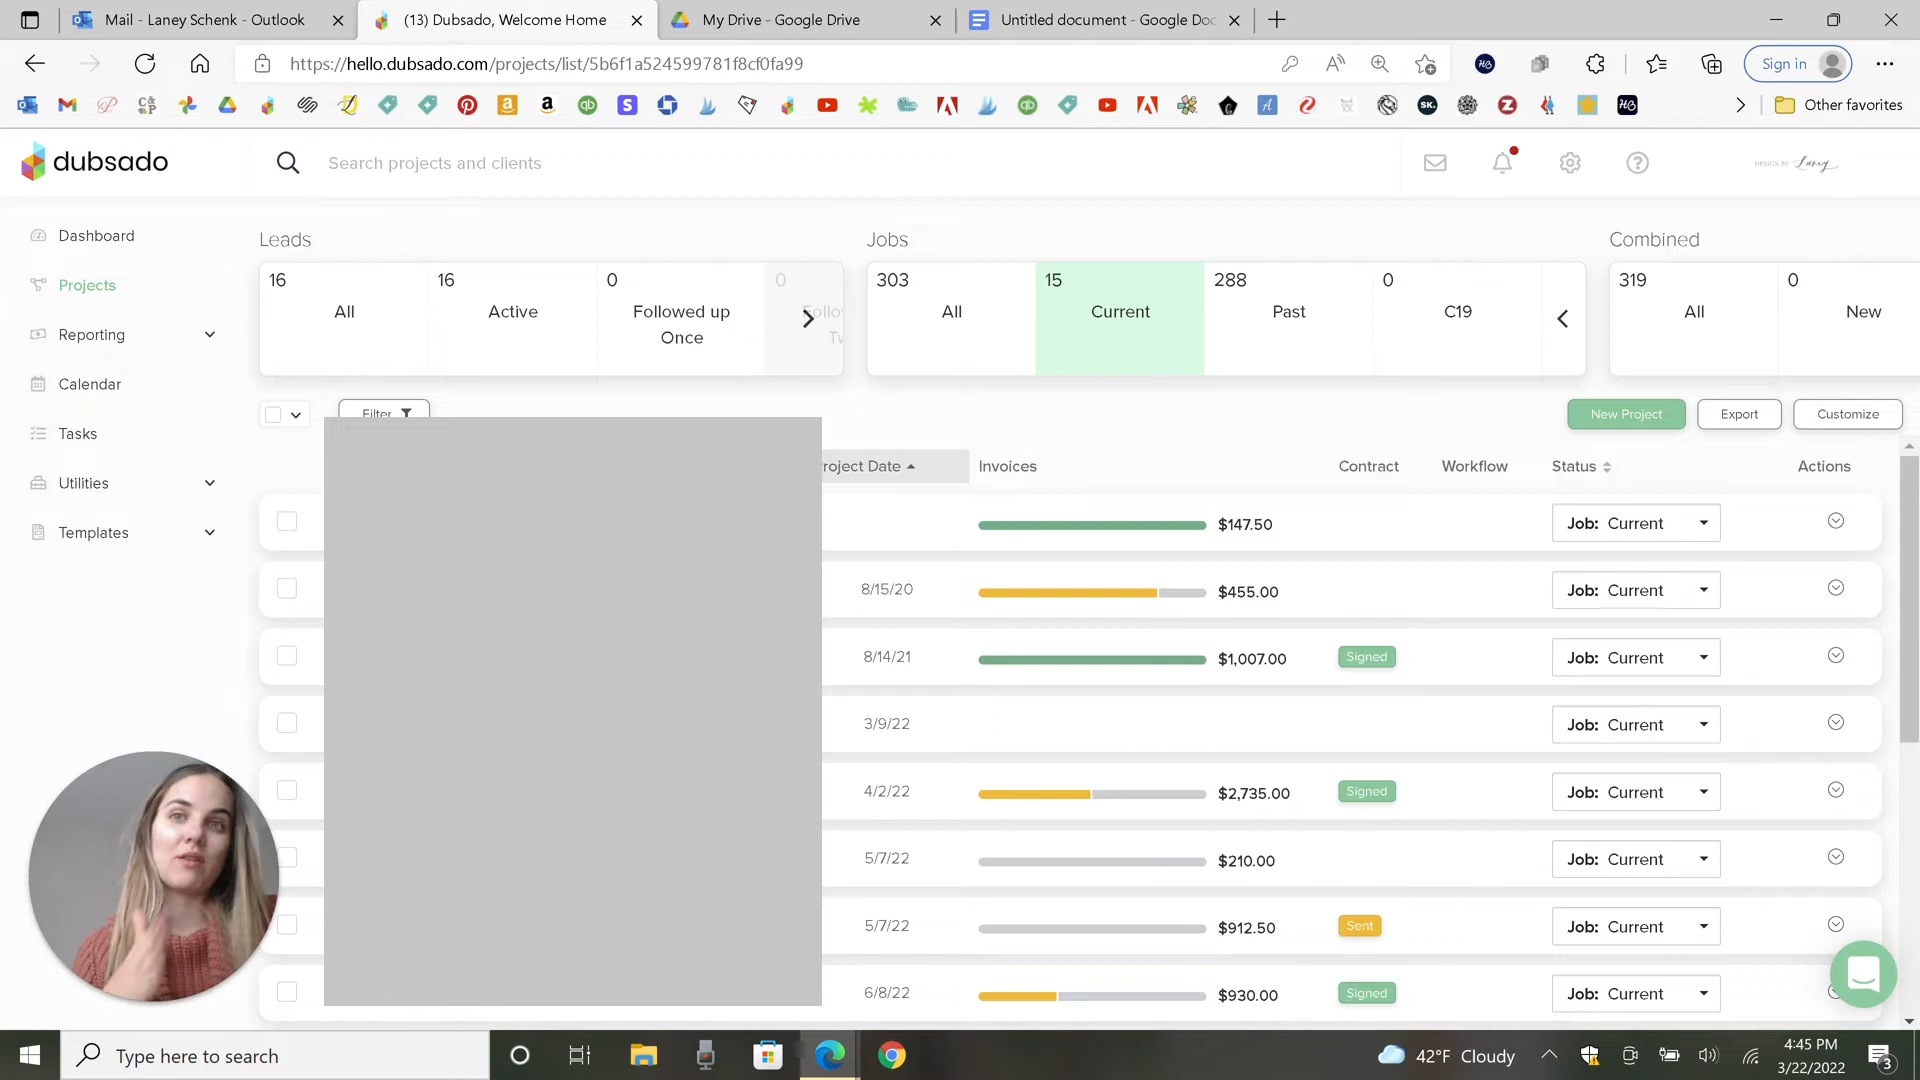 Mail - Laney Schenk - Outlook
(13) Dubsado, Welcome Home
My Drive - Google Drive
Untitled document - Google Doc
https://hello.dubsado.com/projects/list/5b6f1a524599781f8cf0fa99
Sign in
Other favorites
dubsado
Search projects and clients
DESIGN BY Laney
Dashboard
Projects
Reporting
Calendar
Tasks
Utilities
Templates
Leads
16
All
16
Active
0
Followed up
Once
0
Jobs
303
All
15
Current
288
Past
0
C19
Combined
319
All
0
New
Filter
New Project
Export
Customize
roject Date
Invoices
Contract
Workflow
Status
Actions
$147.50
Job: Current
8/15/20
$455.00
Job: Current
8/14/21
$1,007.00
Signed
Job: Current
3/9/22
Job: Current
4/2/22
$2,735.00
Signed
Job: Current
5/7/22
$210.00
Job: Current
5/7/22
$912.50
Sent
Job: Current
6/8/22
$930.00
Signed
Job: Current
Type here to search
42°F Cloudy
4:45 PM
3/22/2022
3